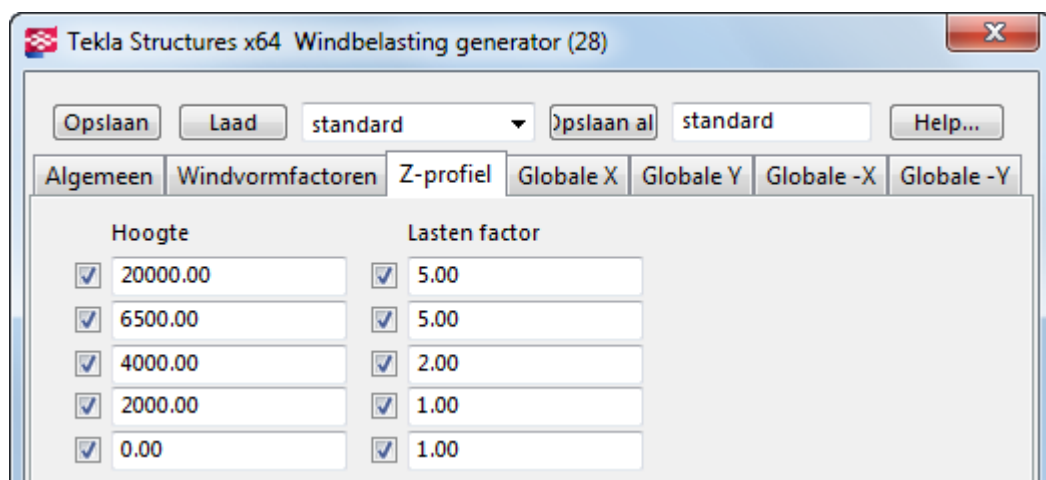 Tekla Structures x64 Windbelasting generator (28)
Opslaan Laad standard Opslaan al standard Help...
Algemeen Windvormfactoren Z-profiel Globale X Globale Y Globale -X Globale -Y
Hoogte Lasten factor
20000.00 5.00
6500.00 5.00
4000.00 2.00
2000.00 1.00
0.00 1.00